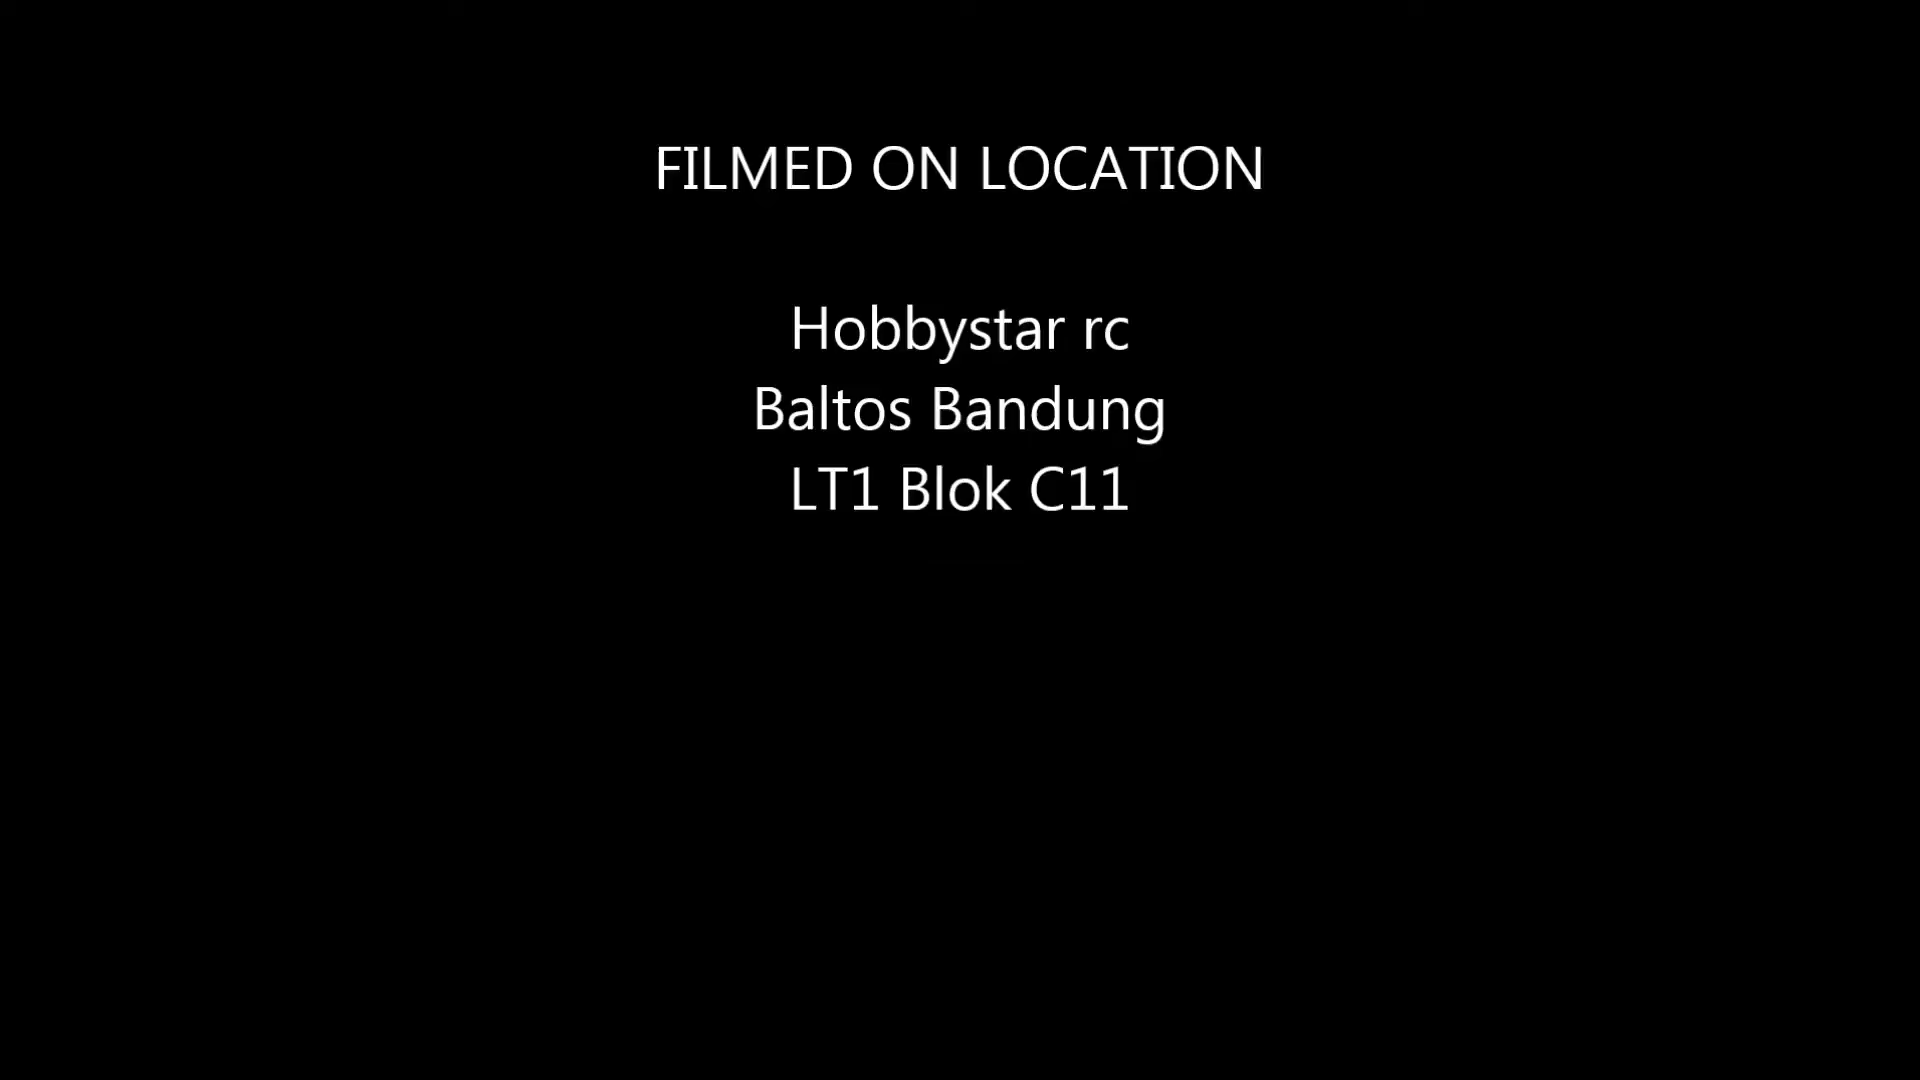 FILMED ON LOCATION
Hobbystar rc
Baltos Bandung
LT1 Blok C11